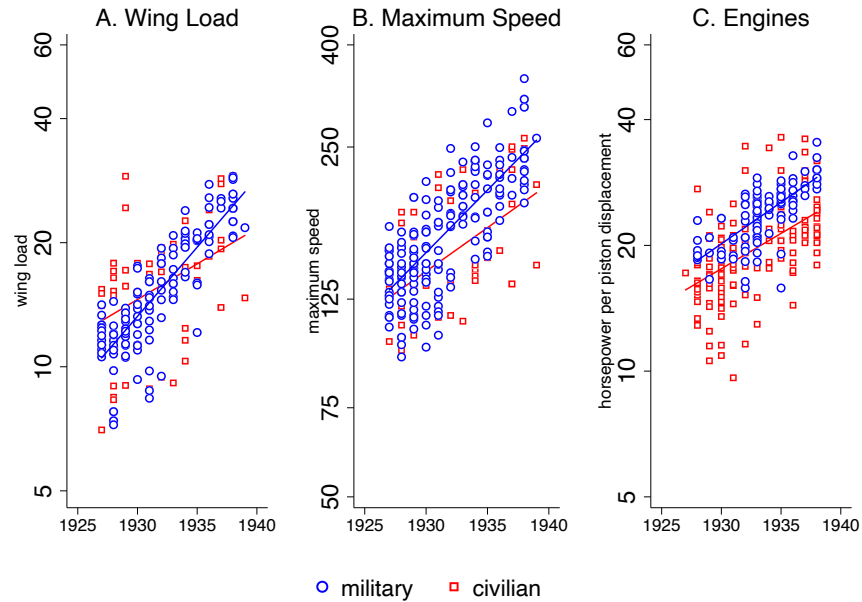 A. Wing Load
60
40
20
10
5
wing load
1925 1930 1935 1940
B. Maximum Speed
400
250
125
75
50
maximum speed
1925 1930 1935 1940
C. Engines
60
40
20
10
5
horsepower per piston displacement
1925 1930 1935 1940
military civilian